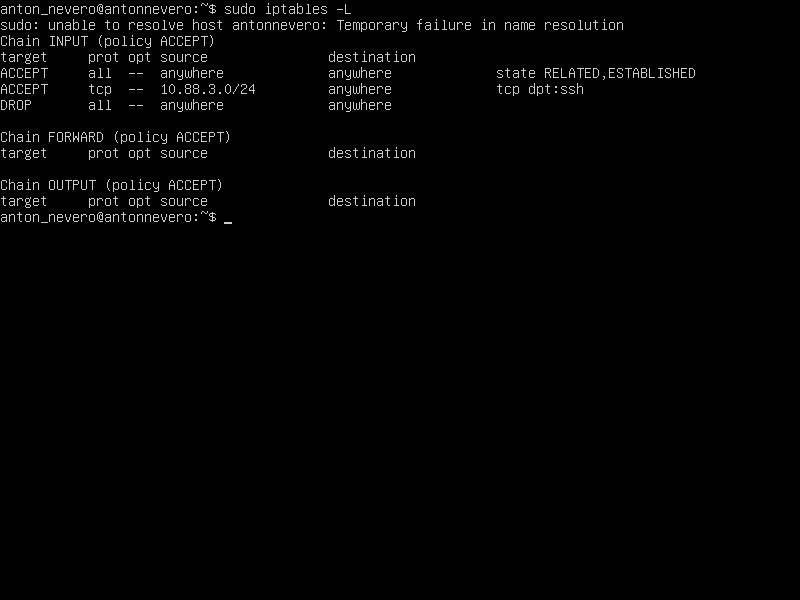 anton_nevero@antonnevero:~$ sudo iptables -L
sudo: unable to resolve host antonnevero: Temporary failure in name resolution
Chain INPUT (policy ACCEPT)
target     prot opt source               destination
ACCEPT     all  --  anywhere             anywhere             state RELATED,ESTABLISHED
ACCEPT     tcp  --  10.88.3.0/24         anywhere             tcp dpt:ssh
DROP       all  --  anywhere             anywhere

Chain FORWARD (policy ACCEPT)
target     prot opt source               destination

Chain OUTPUT (policy ACCEPT)
target     prot opt source               destination
anton_nevero@antonnevero:~$ _